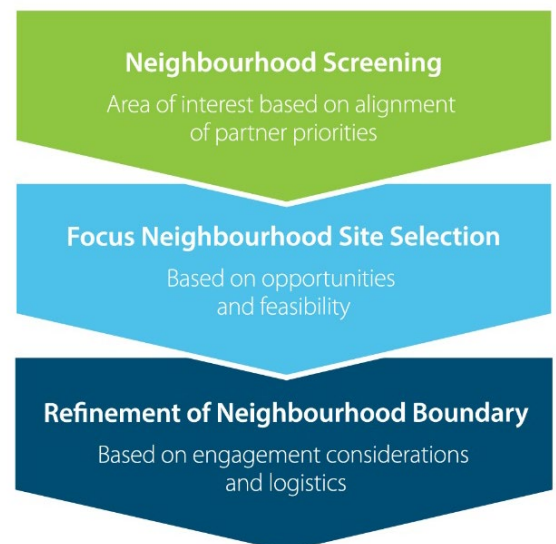 Neighbourhood Screening
Area of interest based on alignment
of partner priorities
Focus Neighbourhood Site Selection
Based on opportunities
and feasibility
Refinement of Neighbourhood Boundary
Based on engagement considerations
and logistics